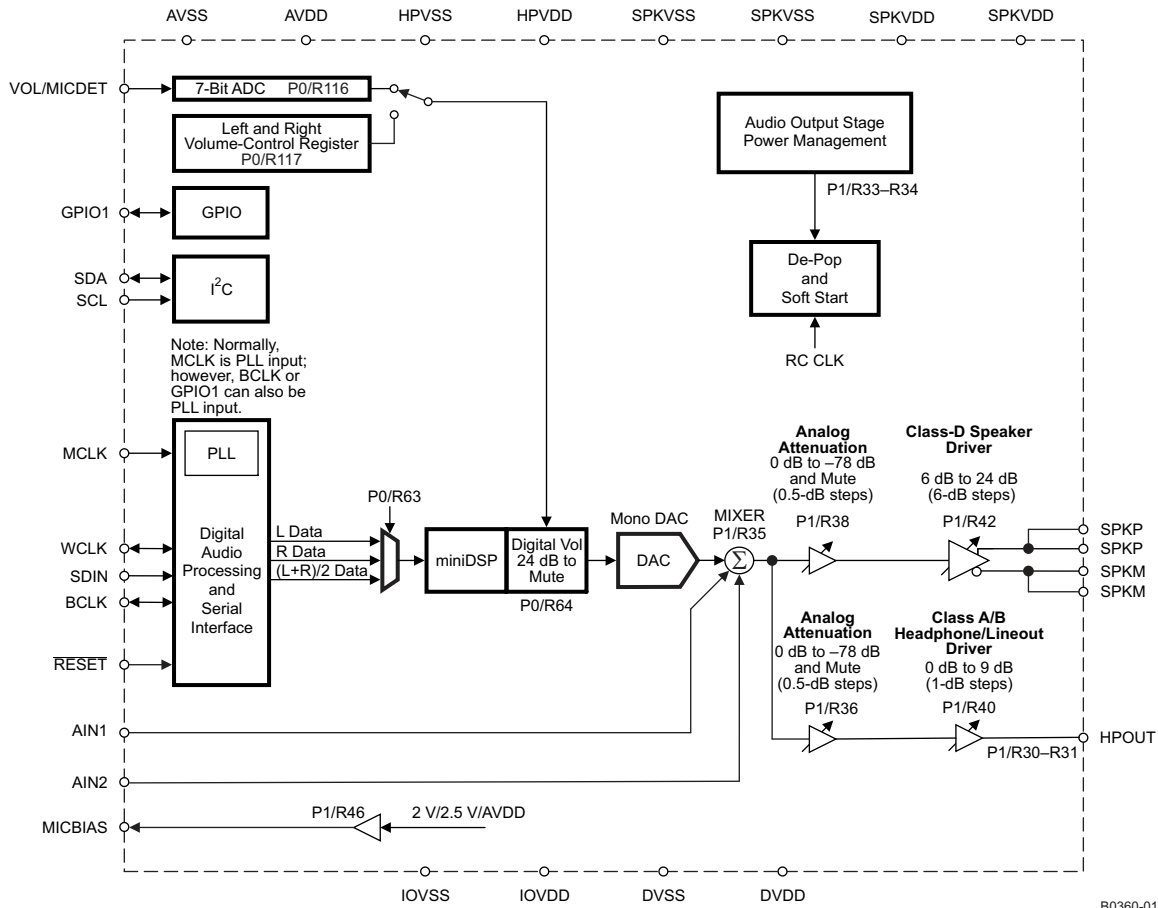 AVSS
AVDD
HPVSS
HPVDD
SPKVSS
SPKVSS
SPKVDD
SPKVDD
VOL/MICDET
7-Bit ADC P0/R116
Left and Right
Volume-Control Register
P0/R117
Audio Output Stage
Power Management
P1/R33–R34
GPIO1
GPIO
De-Pop
and
Soft Start
SDA
SCL
I²C
RC CLK
Note: Normally,
MCLK is PLL input;
however, BCLK or
GPIO1 can also be
PLL input.
MCLK
PLL
WCLK
SDIN
BCLK
RESET
Digital
Audio
Processing
and
Serial
Interface
L Data
R Data
(L+R)/2 Data
P0/R63
miniDSP
Digital Vol
24 dB to
Mute
P0/R64
Mono DAC
DAC
MIXER
P1/R35
Σ
Analog
Attenuation
0 dB to –78 dB
and Mute
(0.5-dB steps)
P1/R38
Class-D Speaker
Driver
6 dB to 24 dB
(6-dB steps)
P1/R42
SPKP
SPKP
SPKM
SPKM
Analog
Attenuation
0 dB to –78 dB
and Mute
(0.5-dB steps)
P1/R36
Class A/B
Headphone/Lineout
Driver
0 dB to 9 dB
(1-dB steps)
P1/R40
P1/R30–R31
HPOUT
AIN1
AIN2
MICBIAS
P1/R46
2 V/2.5 V/AVDD
IOVSS
IOVDD
DVSS
DVDD
B0360-01